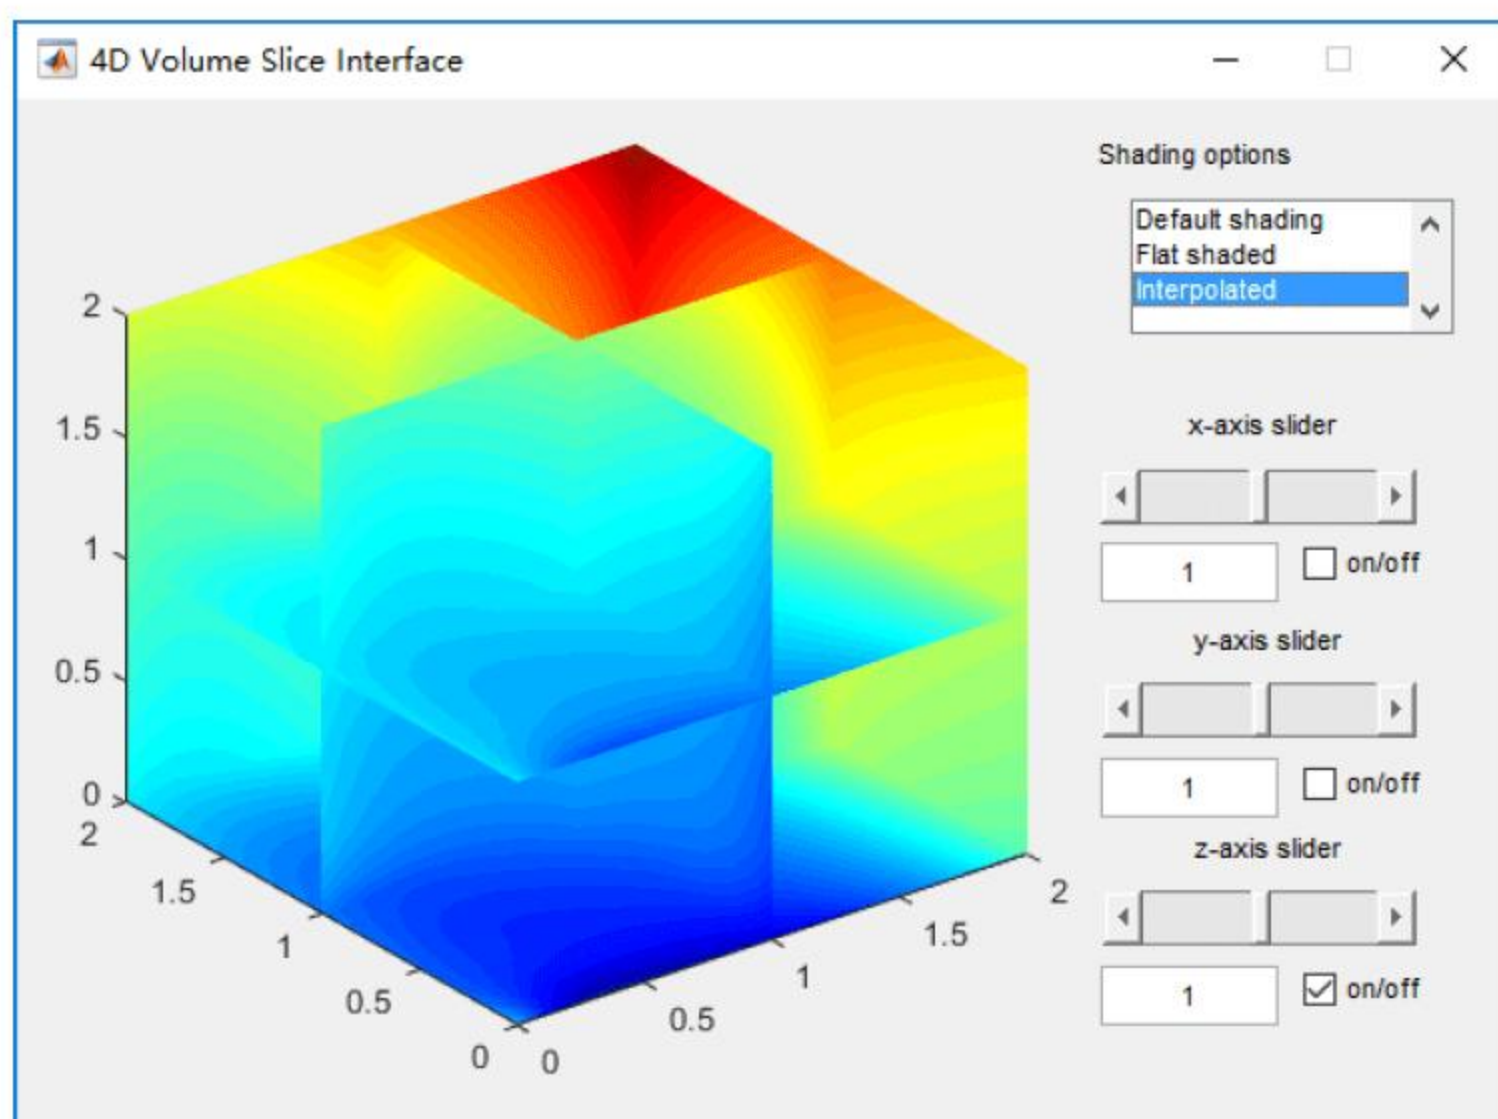 4D Volume Slice Interface
Shading options
Default shading
Flat shaded
Interpolated
x-axis slider
1
on/off
y-axis slider
1
on/off
z-axis slider
1
on/off
2
1.5
1
0.5
0
2
1.5
1
0.5
0
0
0.5
1
1.5
2